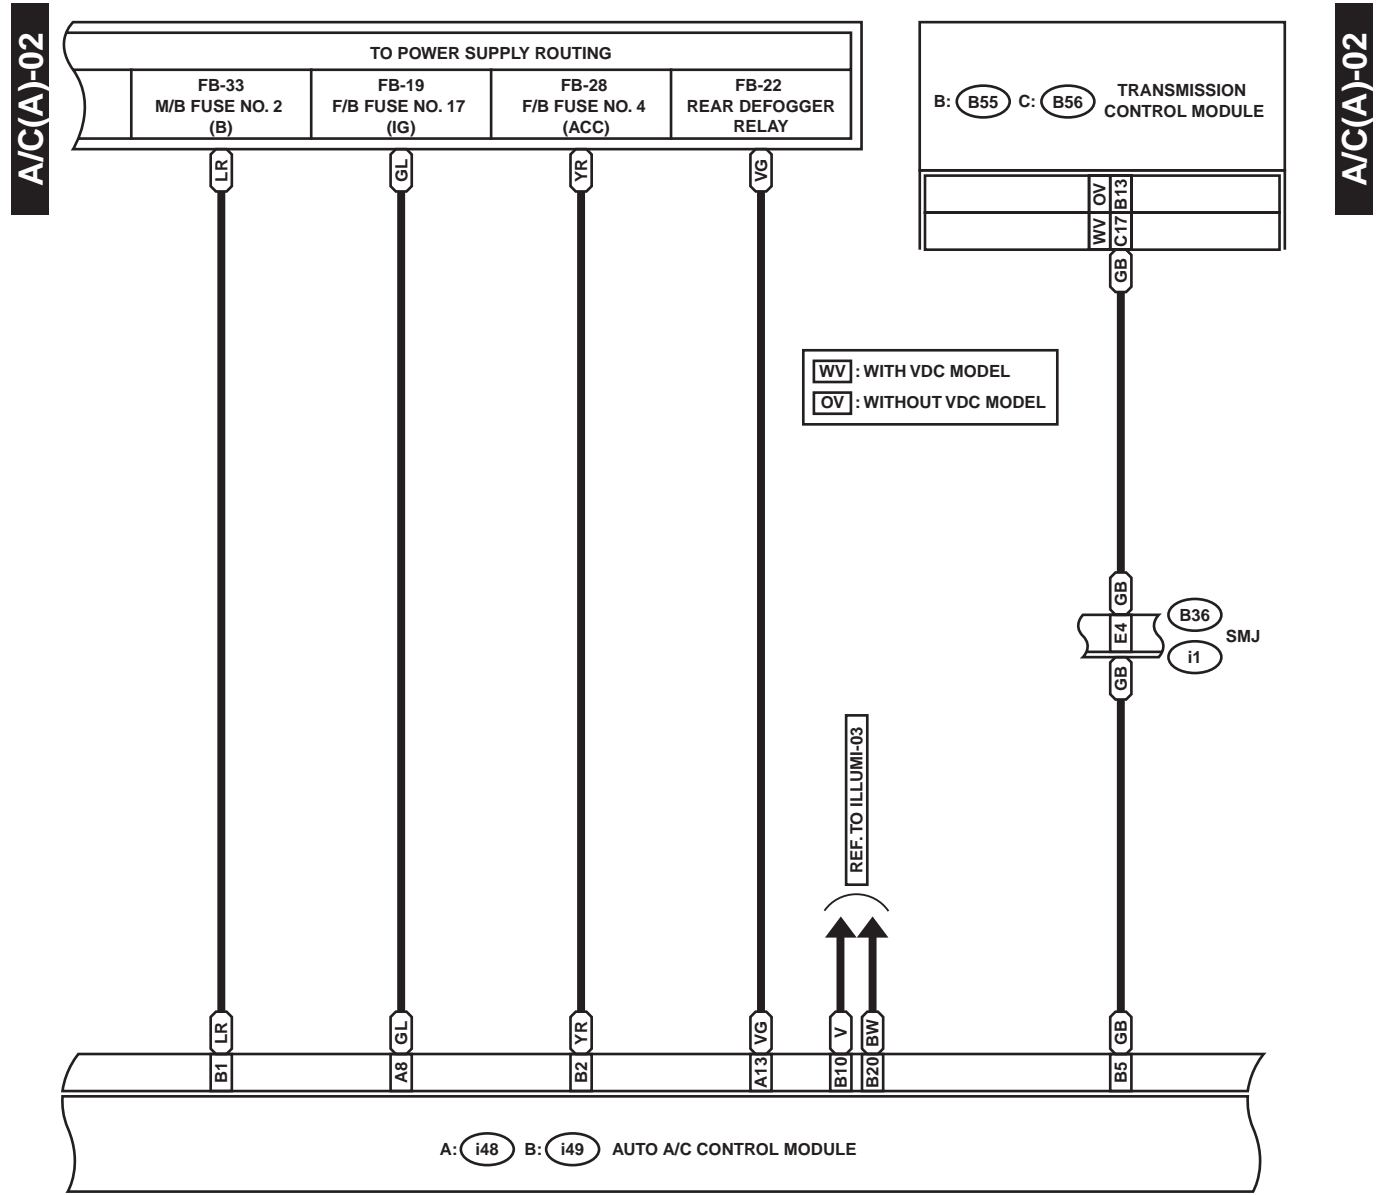 A/C(A)-02
A/C(A)-02
TO POWER SUPPLY ROUTING
FB-33
M/B FUSE NO. 2
(B)
FB-19
F/B FUSE NO. 17
(IG)
FB-28
F/B FUSE NO. 4
(ACC)
FB-22
REAR DEFOGGER
RELAY
B: B55 C: B56
TRANSMISSION
CONTROL MODULE
OV B13
WV C17
LR
GL
YR
VG
GB
WV : WITH VDC MODEL
OV : WITHOUT VDC MODEL
GB
E4
GB
B36
SMJ
i1
REF. TO ILLUMI-03
LR
GL
YR
VG
V
BW
GB
B1
A8
B2
A13
B10
B20
B5
A: i48 B: i49 AUTO A/C CONTROL MODULE